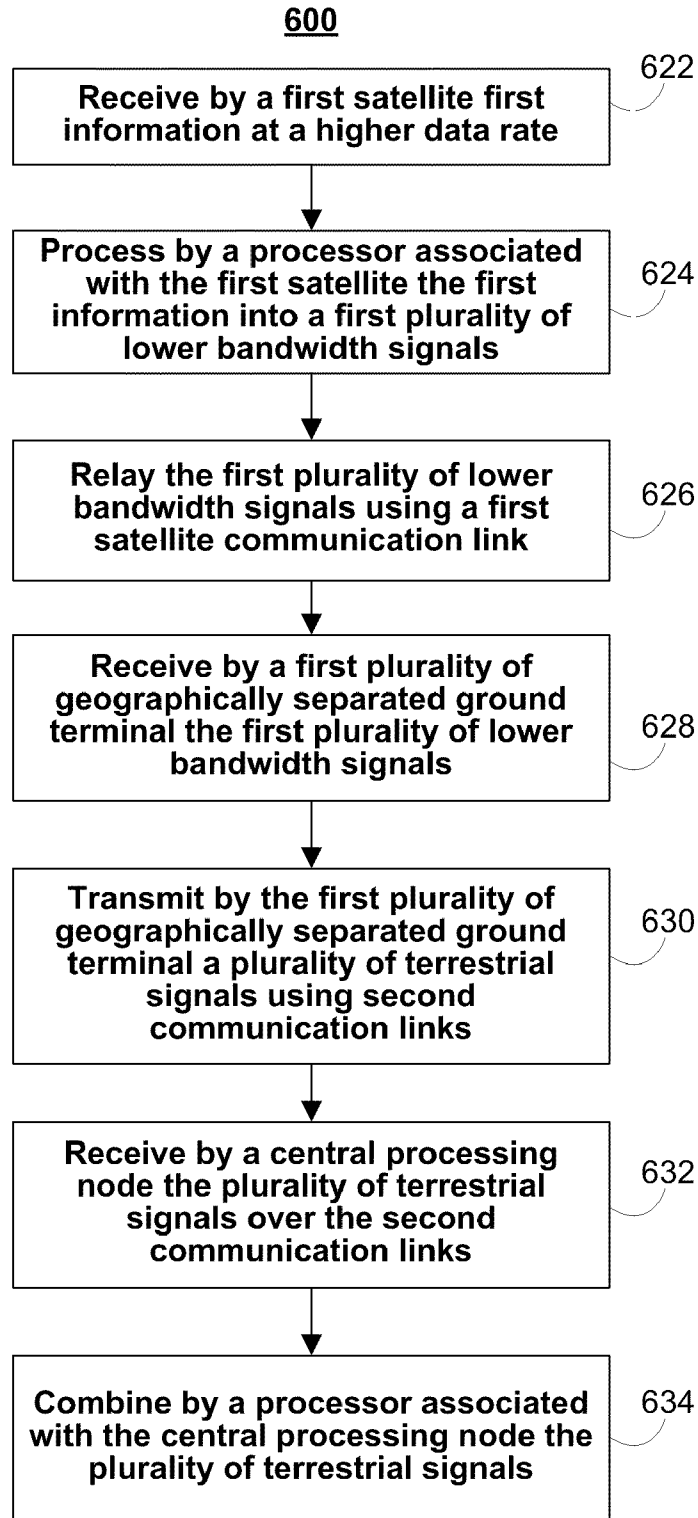 600
Receive by a first satellite first
information at a higher data rate
622
Process by a processor associated
with the first satellite the first
information into a first plurality of
lower bandwidth signals
624
Relay the first plurality of lower
bandwidth signals using a first
satellite communication link
626
Receive by a first plurality of
geographically separated ground
terminal the first plurality of lower
bandwidth signals
628
Transmit by the first plurality of
geographically separated ground
terminal a plurality of terrestrial
signals using second
communication links
630
Receive by a central processing
node the plurality of terrestrial
signals over the second
communication links
632
Combine by a processor associated
with the central processing node the
plurality of terrestrial signals
634